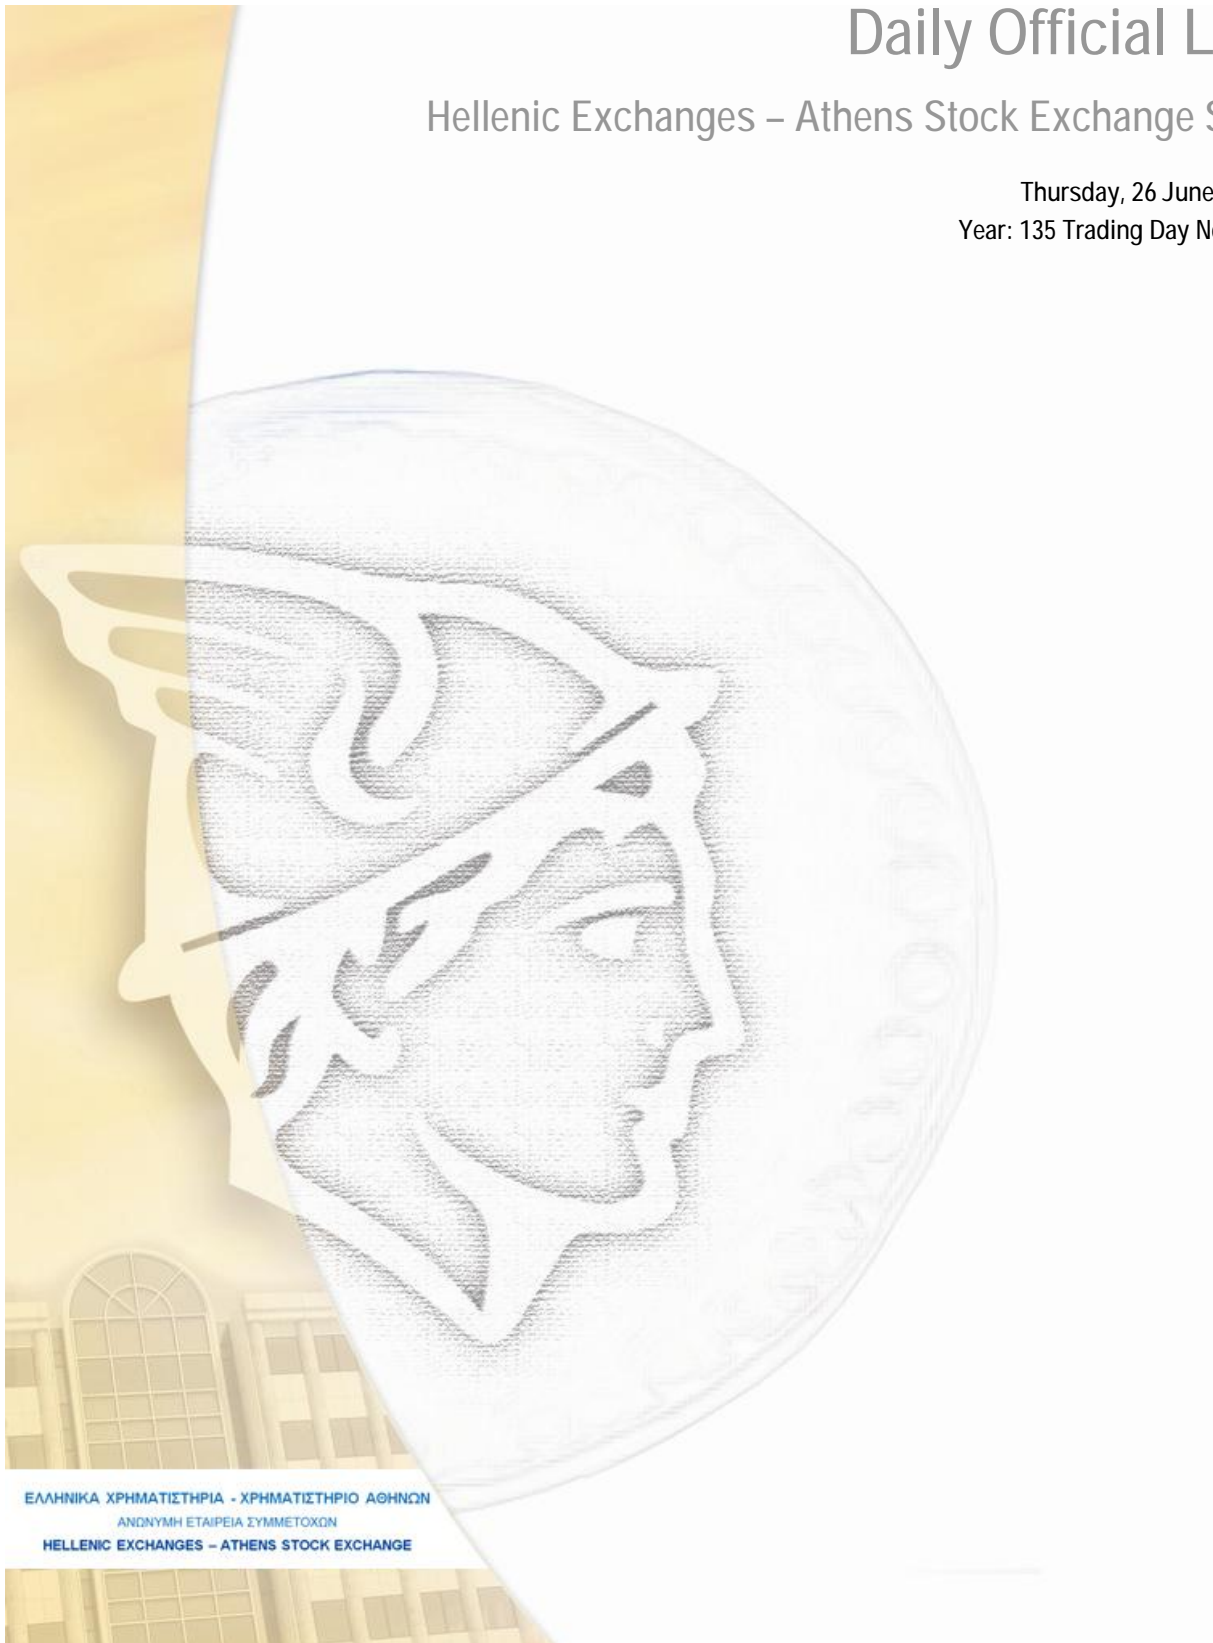 Daily Official L
Hellenic Exchanges – Athens Stock Exchange S
Thursday, 26 June
Year: 135 Trading Day N
ΕΛΛΗΝΙΚΑ ΧΡΗΜΑΤΙΣΤΗΡΙΑ - ΧΡΗΜΑΤΙΣΤΗΡΙΟ ΑΘΗΝΩΝ
ΑΝΩΝΥΜΗ ΕΤΑΙΡΕΙΑ ΣΥΜΜΕΤΟΧΩΝ
HELLENIC EXCHANGES – ATHENS STOCK EXCHANGE